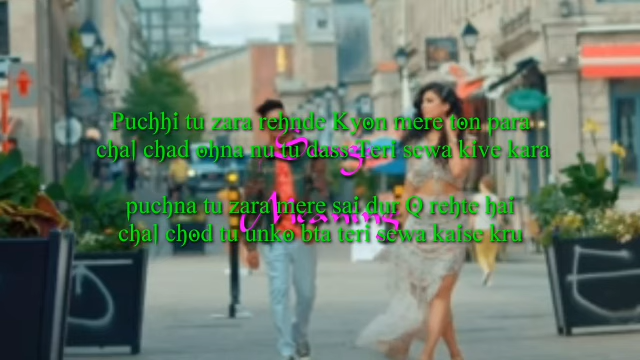 Puchhi tu zara rehnde Kyon mere ton para
chal chad ohna nu tu dass teri sewa kive kara
puchna tu zara mere sai dur Q rehte hai
chal chod tu unko bta teri sewa kaise kru
Meaning